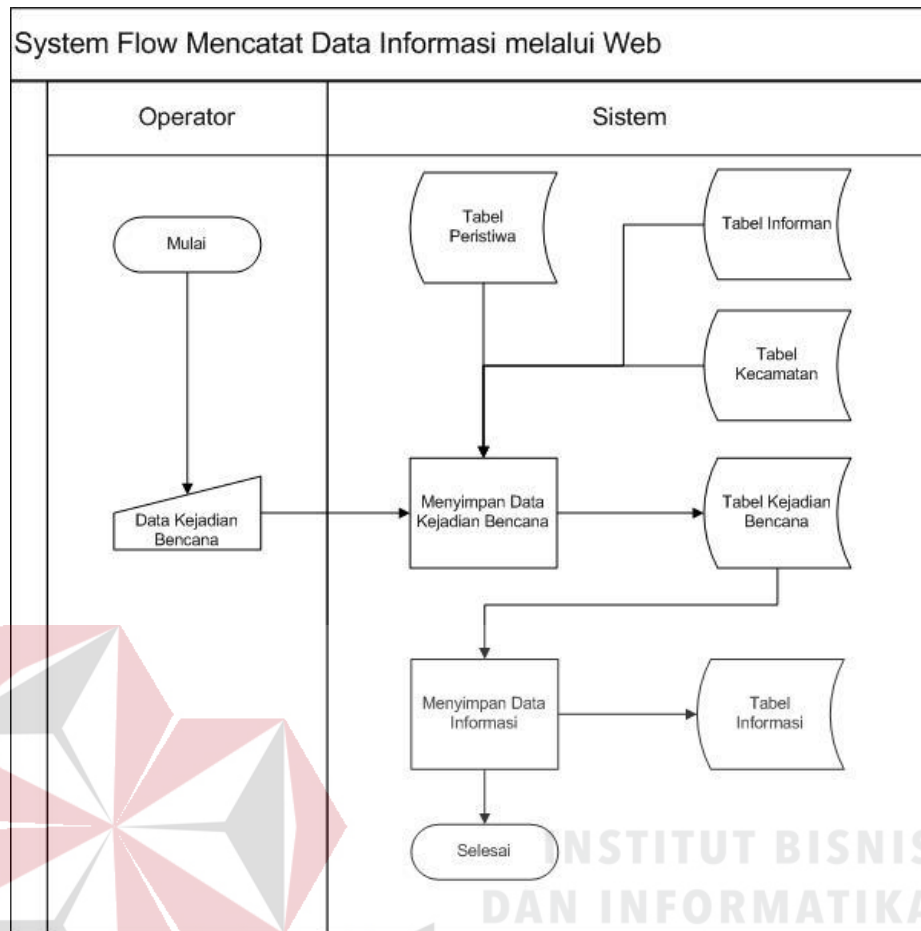 System Flow Mencatat Data Informasi melalui Web
Operator
Sistem
Mulai
Tabel
Peristiwa
Tabel Informan
Tabel
Kecamatan
Data Kejadian
Bencana
Menyimpan Data
Kejadian Bencana
Tabel Kejadian
Bencana
Menyimpan Data
Informasi
Tabel
Informasi
Selesai
INSTITUT BISNIS
DAN INFORMATIKA